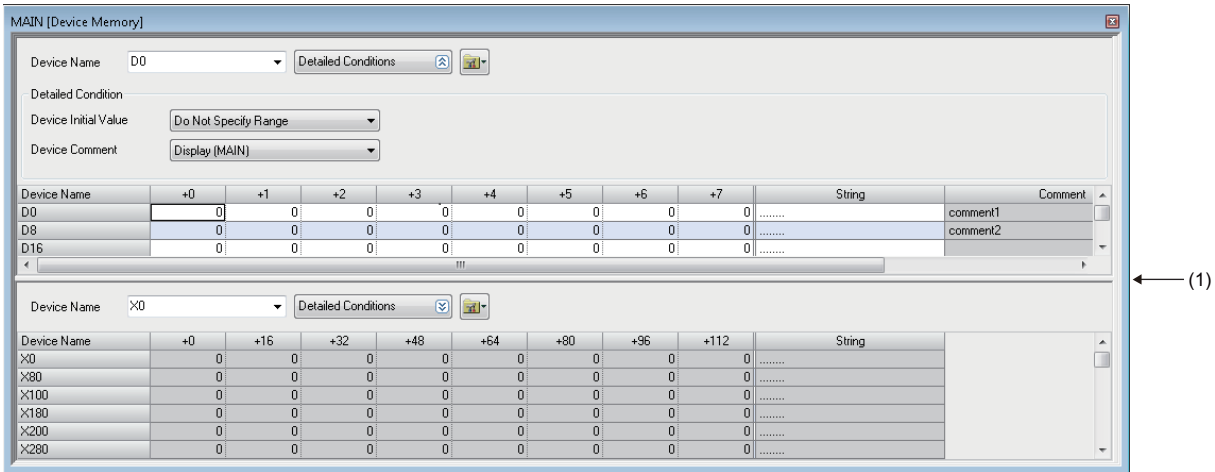 MAIN [Device Memory]
Device Name D0 Detailed Conditions
Detailed Condition
Device Initial Value Do Not Specify Range
Device Comment Display (MAIN)
Device Name +0 +1 +2 +3 +4 +5 +6 +7 String Comment
D0 0 0 0 0 0 0 0 0 ........ comment1
D8 0 0 0 0 0 0 0 0 ........ comment2
D16 0 0 0 0 0 0 0 0 ........
(1)
Device Name X0 Detailed Conditions
Device Name +0 +16 +32 +48 +64 +80 +96 +112 String
X0 0 0 0 0 0 0 0 0 ........
X80 0 0 0 0 0 0 0 0 ........
X100 0 0 0 0 0 0 0 0 ........
X180 0 0 0 0 0 0 0 0 ........
X200 0 0 0 0 0 0 0 0 ........
X280 0 0 0 0 0 0 0 0 ........